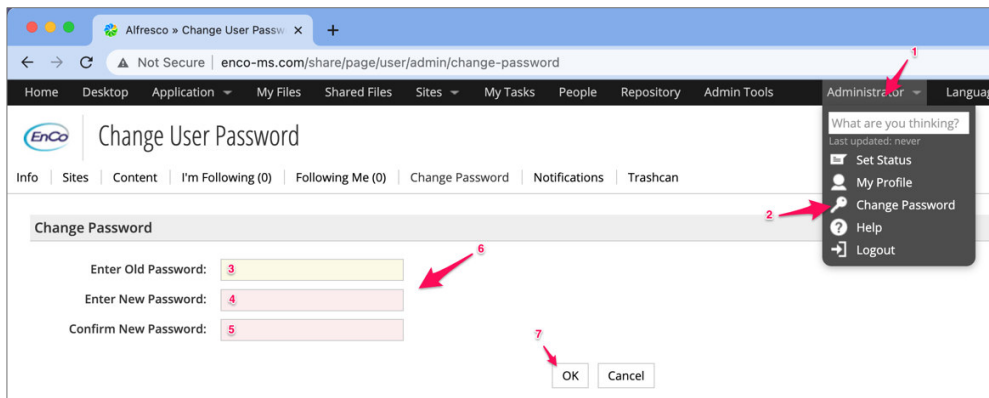 Alfresco » Change User Passw
Not Secure | enco-ms.com/share/page/user/admin/change-password
1
Home Desktop Application My Files Shared Files Sites My Tasks People Repository Admin Tools Administrator Languag
EnCo Change User Password
What are you thinking?
Last updated: never
Set Status
My Profile
Change Password
Help
Logout
2
Info Sites Content I'm Following (0) Following Me (0) Change Password Notifications Trashcan
Change Password
6
Enter Old Password: 3
Enter New Password: 4
Confirm New Password: 5
7
OK Cancel